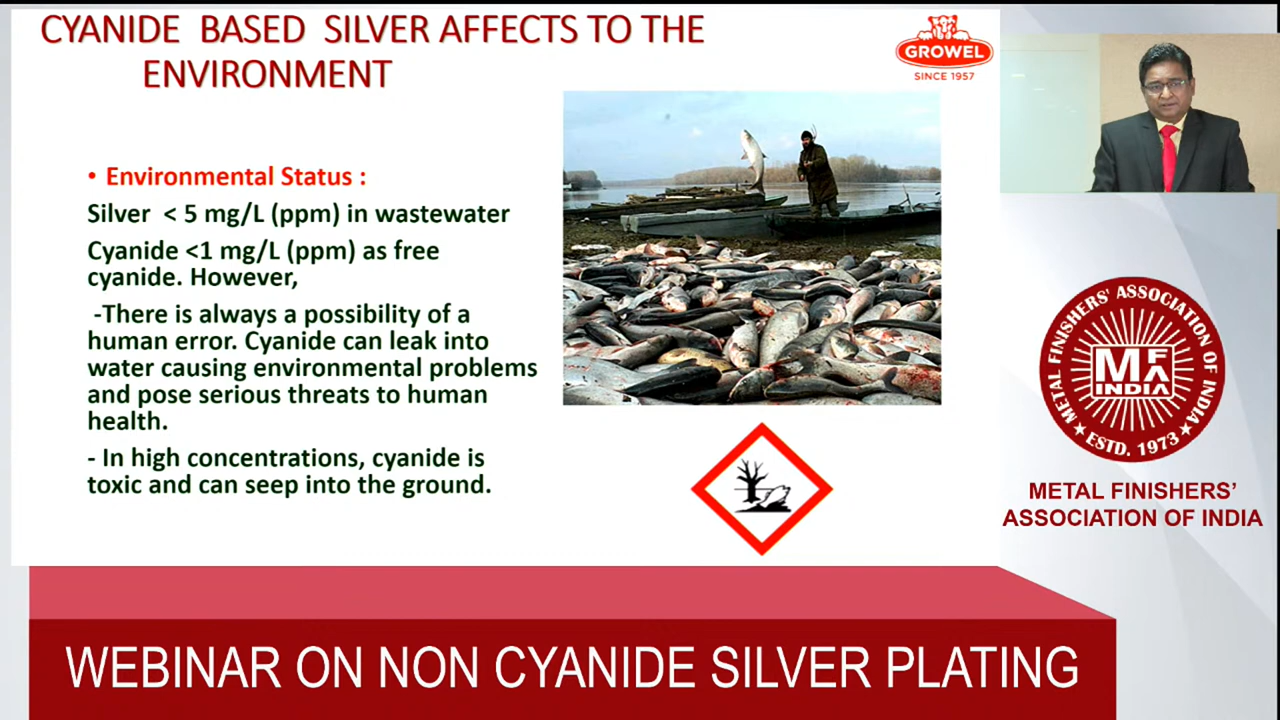 CYANIDE BASED SILVER AFFECTS TO THE
ENVIRONMENT
GROWEL
SINCE 1957
• Environmental Status :
Silver < 5 mg/L (ppm) in wastewater
Cyanide <1 mg/L (ppm) as free
cyanide. However,
-There is always a possibility of a
human error. Cyanide can leak into
water causing environmental problems
and pose serious threats to human
health.
- In high concentrations, cyanide is
toxic and can seep into the ground.
METAL FINISHERS' ASSOCIATION OF INDIA
MFA
INDIA
★ ESTD. 1973 ★
METAL FINISHERS’
ASSOCIATION OF INDIA
WEBINAR ON NON CYANIDE SILVER PLATING